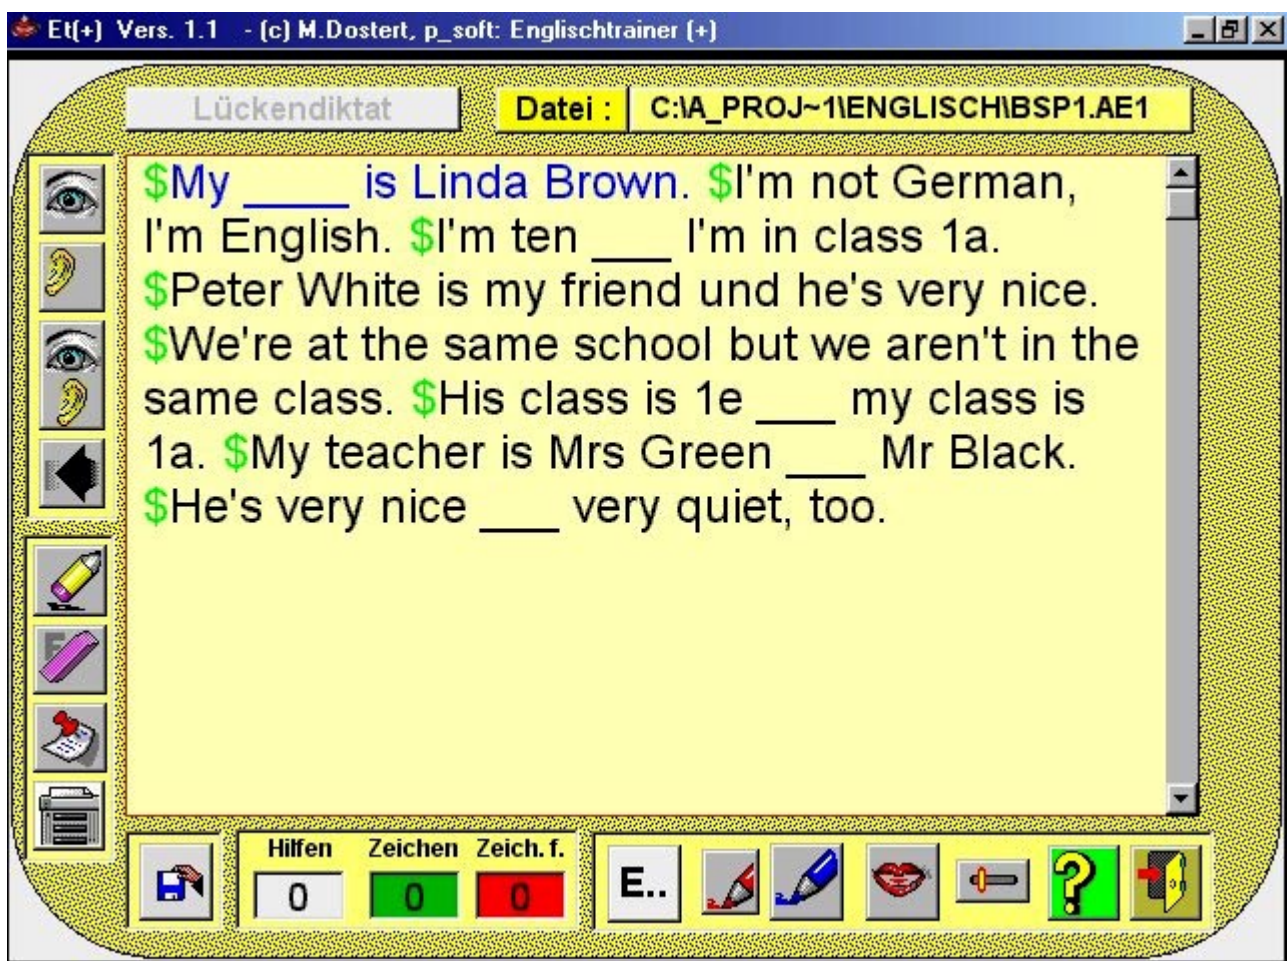 Et(+) Vers. 1.1 - (c) M.Dostert, p_soft: Englischtrainer (+)
Lückendiktat
Datei : C:\A_PROJ~1\ENGLISCH\BSP1.AE1
$My ____ is Linda Brown. $I'm not German,
I'm English. $I'm ten ___ I'm in class 1a.
$Peter White is my friend und he's very nice.
$We're at the same school but we aren't in the
same class. $His class is 1e ___ my class is
1a. $My teacher is Mrs Green ___ Mr Black.
$He's very nice ___ very quiet, too.
Hilfen Zeichen Zeich. f.
0 0 0
E..